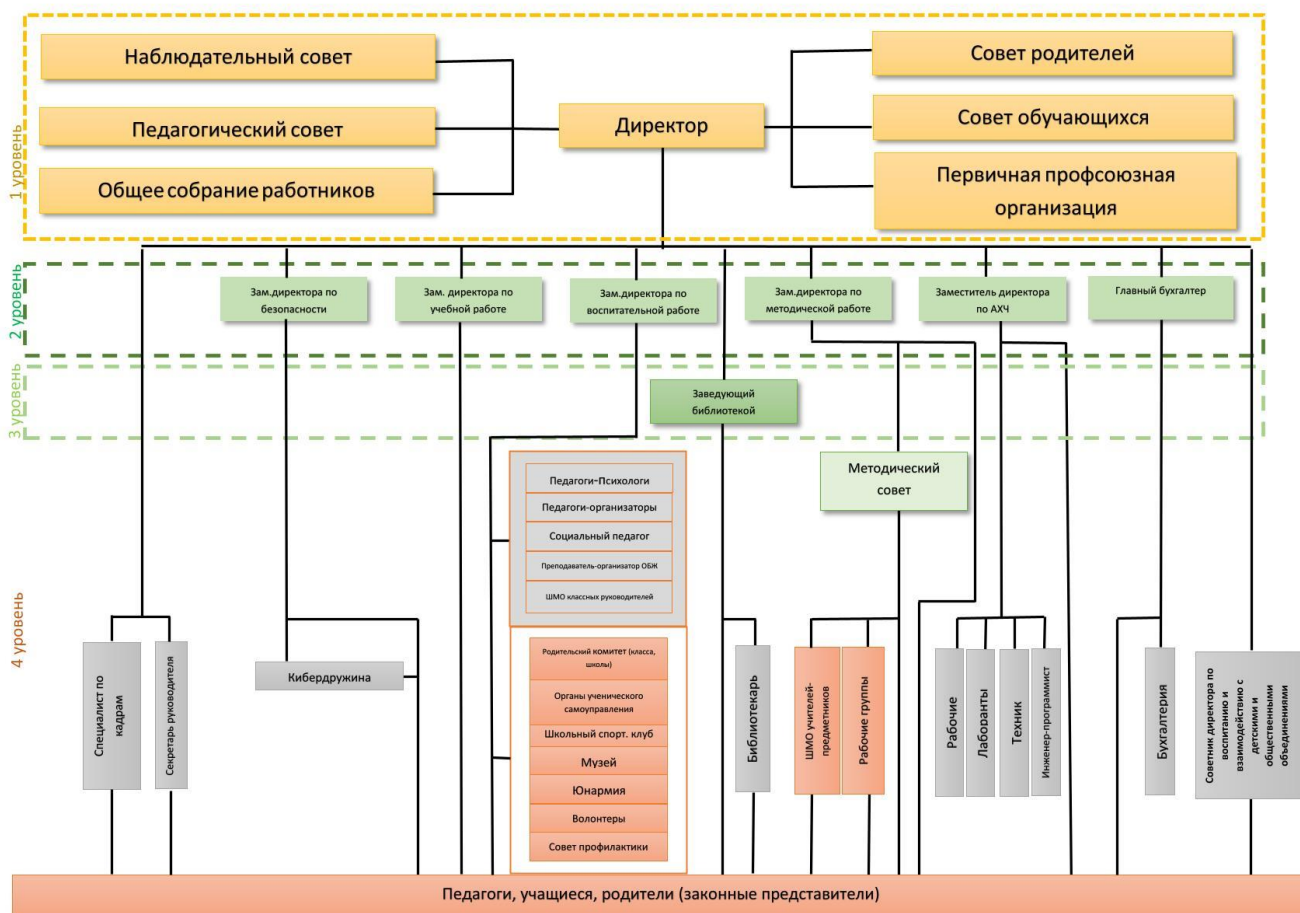 1 уровень
Наблюдательный совет
Педагогический совет
Общее собрание работников
Директор
Совет родителей
Совет обучающихся
Первичная профсоюзная
организация
2 уровень
Зам.директора по
безопасности
Зам. директора по
учебной работе
Зам.директора по
воспитательной работе
Зам.директора по
методической работе
Заместитель директора
по АХЧ
Главный бухгалтер
3 уровень
Заведующий
библиотекой
4 уровень
Методический
совет
Педагоги-Психологи
Педагоги-организаторы
Социальный педагог
Преподаватель-организатор ОБЖ
ШМО классных руководителей
Специалист по
кадрам
Секретарь руководителя
Кибердружина
Родительский комитет (класса,
школы)
Органы ученического
самоуправления
Школьный спорт. клуб
Музей
Юнармия
Волонтеры
Совет профилактики
Библиотекарь
ШМО учителей-
предметников
Рабочие группы
Рабочие
Лаборанты
Техник
Инженер-программист
Бухгалтерия
Советник директора по
воспитанию и
взаимодействию с
детскими и
общественными
объединениями
Педагоги, учащиеся, родители (законные представители)